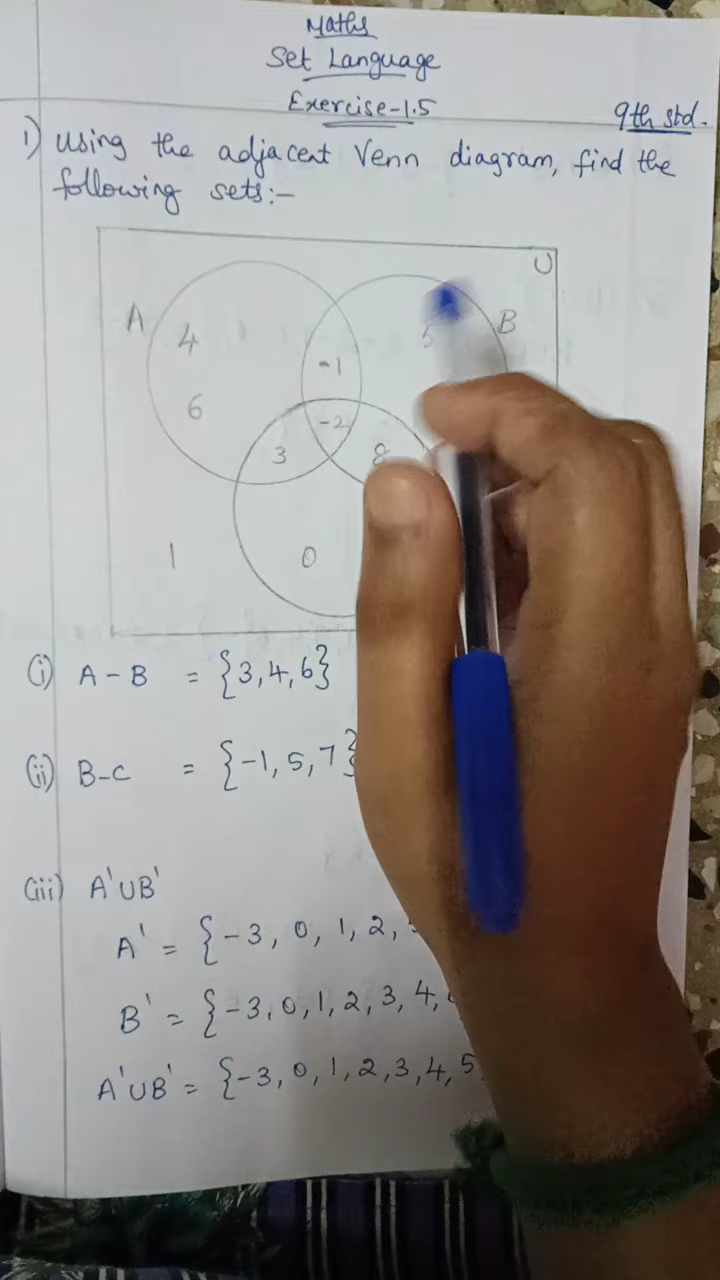 Maths
Set Language
Exercise-1.5
9th std.
1) Using the adjacent Venn diagram, find the
following sets:-
U
A
B
4
5
-1
6
-2
3
8
1
0
(i) A - B = {3, 4, 6}
(ii) B-C = {-1, 5, 7}
(iii) A'∪B'
A' = {-3, 0, 1, 2,
B' = {-3, 0, 1, 2, 3, 4,
A'∪B' = {-3, 0, 1, 2, 3, 4, 5